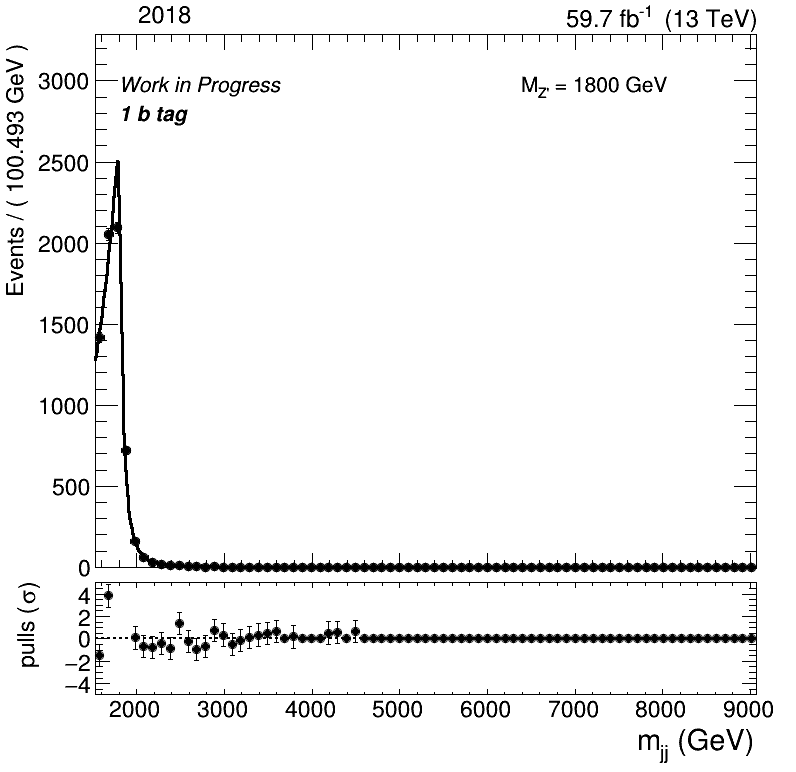 2018
59.7 fb⁻¹ (13 TeV)
Events / ( 100.493 GeV )
3000
2500
2000
1500
1000
500
0
Work in Progress
1 b tag
M_Z' = 1800 GeV
pulls (σ)
4
2
0
−2
−4
2000 3000 4000 5000 6000 7000 8000 9000
m_jj (GeV)